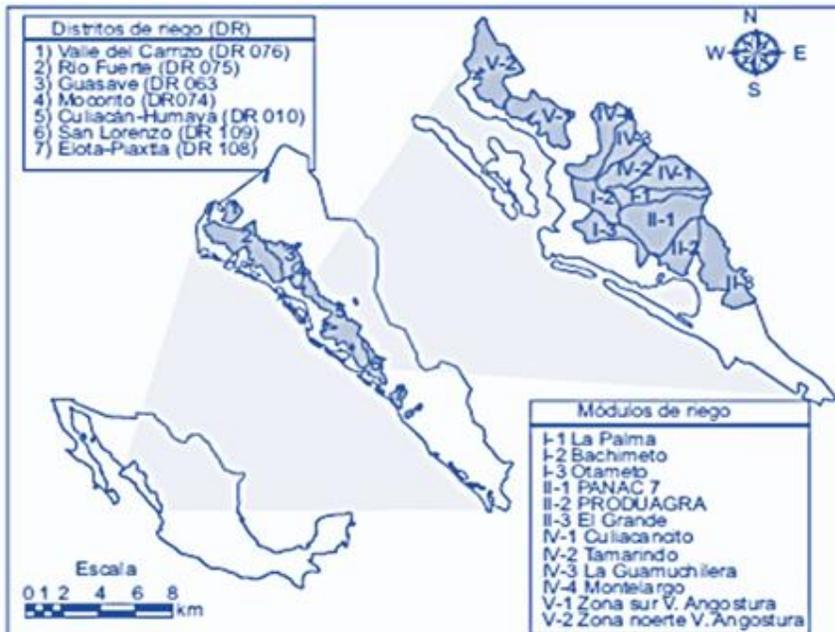 Distritos de riego (DR)
1) Valle del Carrizo (DR 076)
2) Río Fuerte (DR 075)
3) Guasave (DR 063
4) Moconto (DR074)
5) Culiacán-Humaya (DR 010)
6) San Lorenzo (DR 109)
7) Elota-Piaxtla (DR 108)
N
W
E
S
V-2
V-1
IV-4
IV-3
IV-2
IV-1
I-2
I-1
I-3
II-1
II-2
II-3
1
2
3
5
Escala
0 1 2 4 6 8
km
Módulos de riego
I-1 La Palma
I-2 Bachimeto
I-3 Otameto
II-1 PANAC 7
II-2 PRODUAGRA
II-3 El Grande
IV-1 Culiacancito
IV-2 Tamarindo
IV-3 La Guamuchilera
IV-4 Montelargo
V-1 Zona sur V. Angostura
V-2 Zona noerte V. Angostura